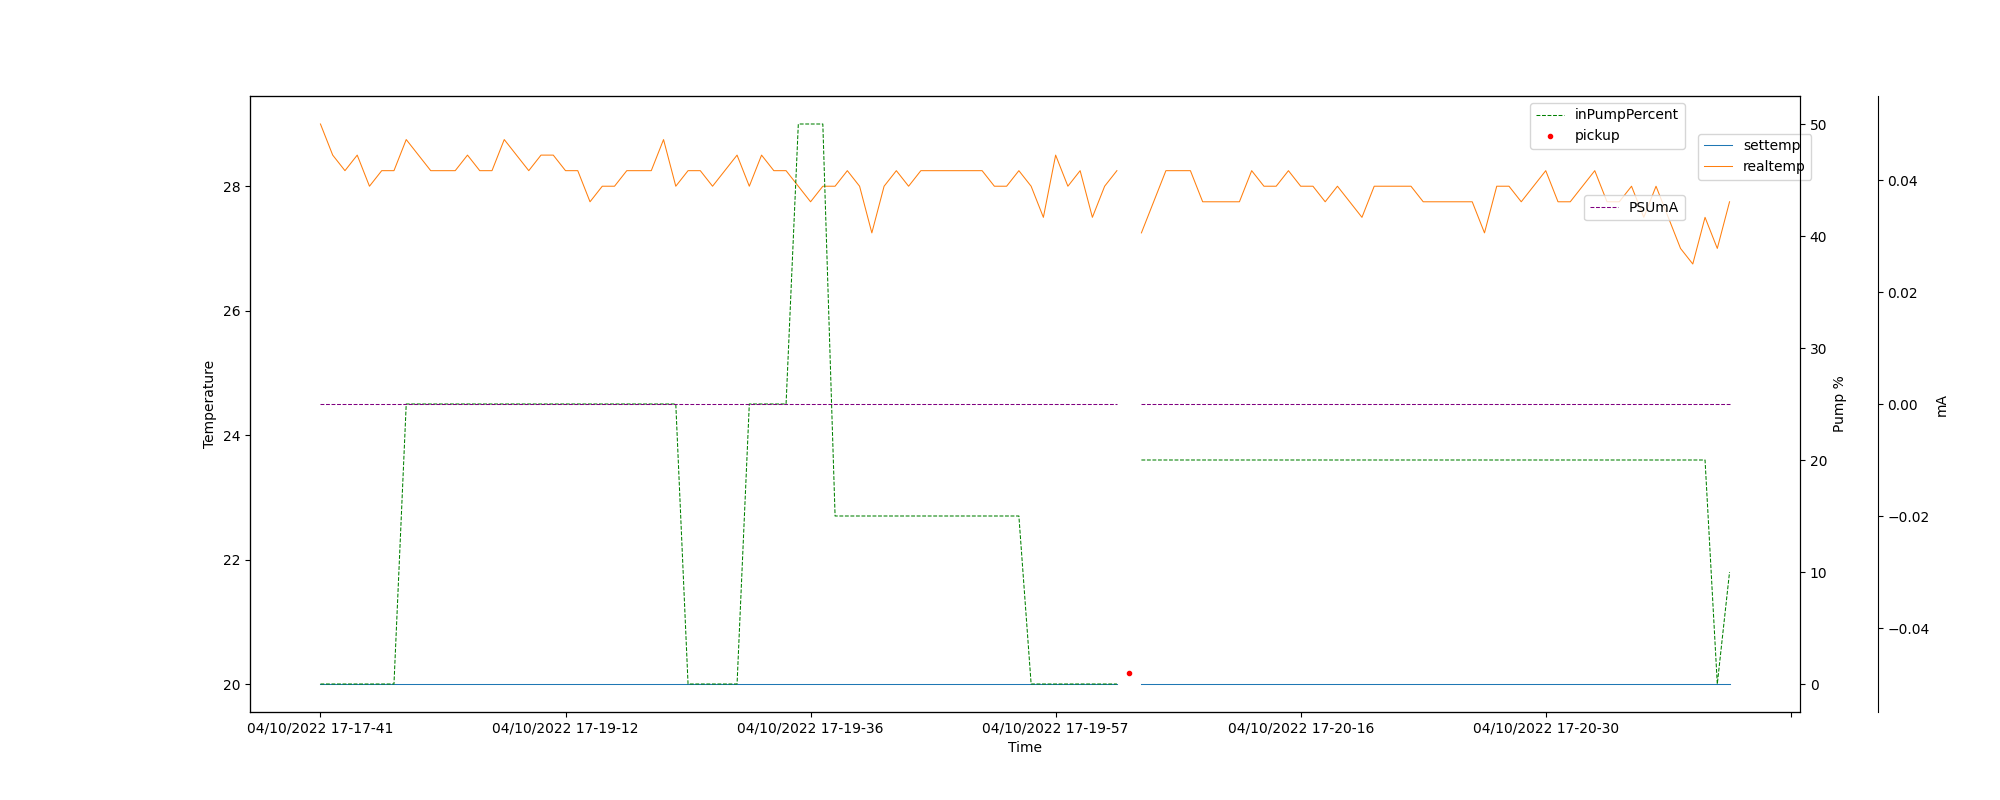 inPumpPercent
pickup
settemp
realtemp
PSUmA
28
26
24
22
20
Temperature
50
40
30
20
10
0
Pump %
0.04
0.02
0.00
−0.02
−0.04
mA
04/10/2022 17-17-41
04/10/2022 17-19-12
04/10/2022 17-19-36
04/10/2022 17-19-57
04/10/2022 17-20-16
04/10/2022 17-20-30
Time